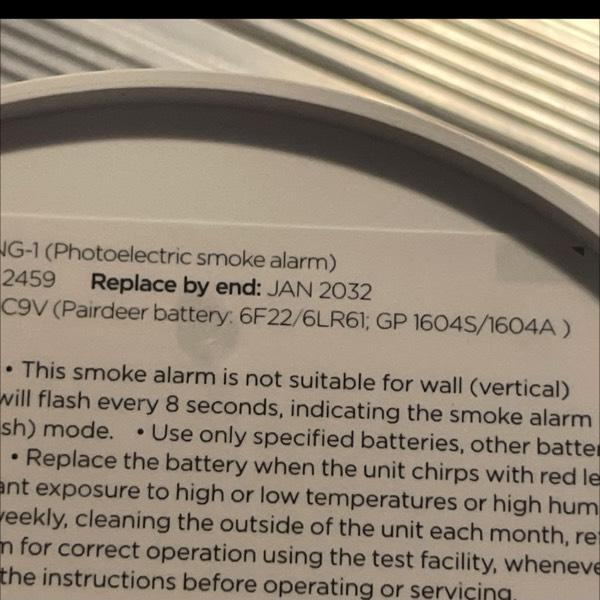 NG-1 (Photoelectric smoke alarm)
2459 Replace by end: JAN 2032
C9V (Pairdeer battery: 6F22/6LR61; GP 1604S/1604A )
• This smoke alarm is not suitable for wall (vertical)
will flash every 8 seconds, indicating the smoke alarm
sh) mode. • Use only specified batteries, other batte
• Replace the battery when the unit chirps with red le
ant exposure to high or low temperatures or high hum
weekly, cleaning the outside of the unit each month, re
n for correct operation using the test facility, wheneve
the instructions before operating or servicing.